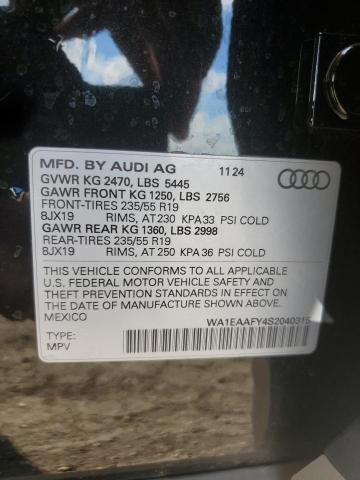 MFD. BY AUDI AG 11 24
GVWR KG 2470, LBS 5445
GAWR FRONT KG 1250, LBS 2756
FRONT-TIRES 235/55 R19
8JX19 RIMS, AT 230 KPA 33 PSI COLD
GAWR REAR KG 1360, LBS 2998
REAR-TIRES 235/55 R19
8JX19 RIMS, AT 250 KPA 36 PSI COLD
THIS VEHICLE CONFORMS TO ALL APPLICABLE
U.S. FEDERAL MOTOR VEHICLE SAFETY AND
THEFT PREVENTION STANDARDS IN EFFECT ON THE
DATE OF MANUFACTURE SHOWN ABOVE.
MEXICO
WA1EAAFY4S2040315
TYPE:
MPV